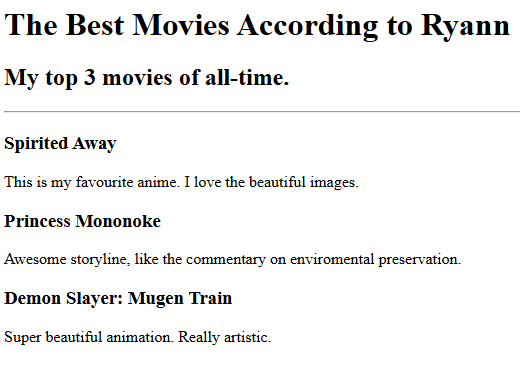 The Best Movies According to Ryann
My top 3 movies of all-time.
Spirited Away
This is my favourite anime. I love the beautiful images.
Princess Mononoke
Awesome storyline, like the commentary on enviromental preservation.
Demon Slayer: Mugen Train
Super beautiful animation. Really artistic.